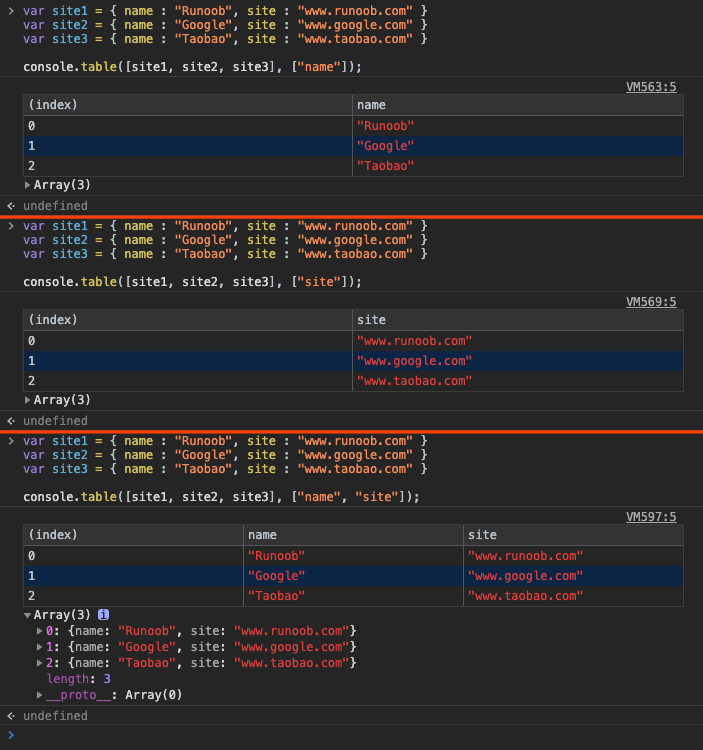 var site1 = { name : "Runoob", site : "www.runoob.com" }
var site2 = { name : "Google", site : "www.google.com" }
var site3 = { name : "Taobao", site : "www.taobao.com" }
console.table([site1, site2, site3], ["name"]);
VM563:5
(index) name
0 "Runoob"
1 "Google"
2 "Taobao"
Array(3)
undefined
var site1 = { name : "Runoob", site : "www.runoob.com" }
var site2 = { name : "Google", site : "www.google.com" }
var site3 = { name : "Taobao", site : "www.taobao.com" }
console.table([site1, site2, site3], ["site"]);
VM569:5
(index) site
0 "www.runoob.com"
1 "www.google.com"
2 "www.taobao.com"
Array(3)
undefined
var site1 = { name : "Runoob", site : "www.runoob.com" }
var site2 = { name : "Google", site : "www.google.com" }
var site3 = { name : "Taobao", site : "www.taobao.com" }
console.table([site1, site2, site3], ["name", "site"]);
VM597:5
(index) name site
0 "Runoob" "www.runoob.com"
1 "Google" "www.google.com"
2 "Taobao" "www.taobao.com"
Array(3) i
0: {name: "Runoob", site: "www.runoob.com"}
1: {name: "Google", site: "www.google.com"}
2: {name: "Taobao", site: "www.taobao.com"}
length: 3
__proto__: Array(0)
undefined